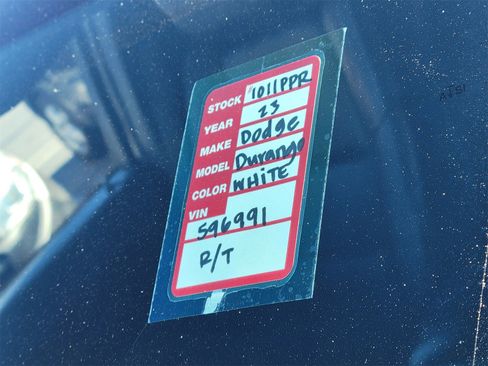 STOCK # 1011PPR
YEAR 23
MAKE Dodge
MODEL Durango
COLOR WHITE
VIN
596991
R/T